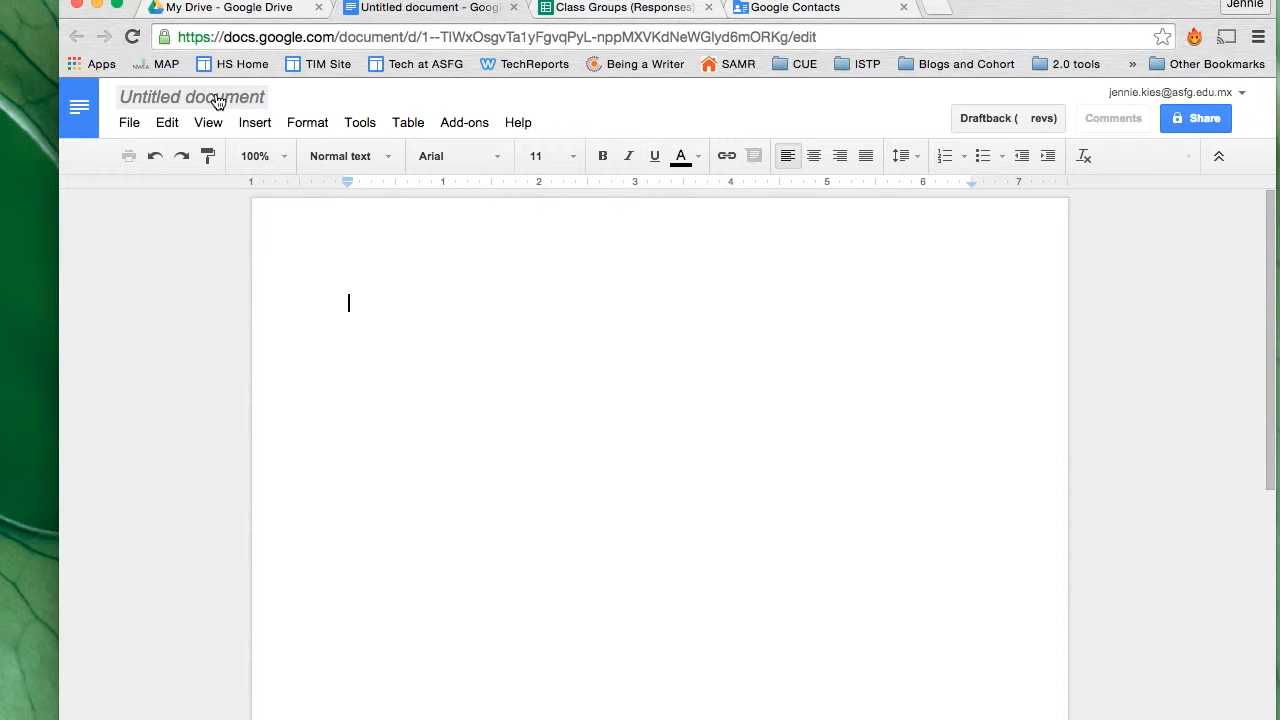 My Drive - Google Drive Untitled document - Goog Class Groups (Responses) Google Contacts Jennie
https://docs.google.com/document/d/1--TlWxOsgvTa1yFgvqPyL-nppMXVKdNeWGlyd6mORKg/edit
Apps MAP HS Home TIM Site Tech at ASFG TechReports Being a Writer SAMR CUE ISTP Blogs and Cohort 2.0 tools » Other Bookmarks
Untitled document
jennie.kies@asfg.edu.mx
File Edit View Insert Format Tools Table Add-ons Help
Draftback ( revs) Comments Share
100% Normal text Arial 11 B I U A
1 1 2 3 4 5 6 7